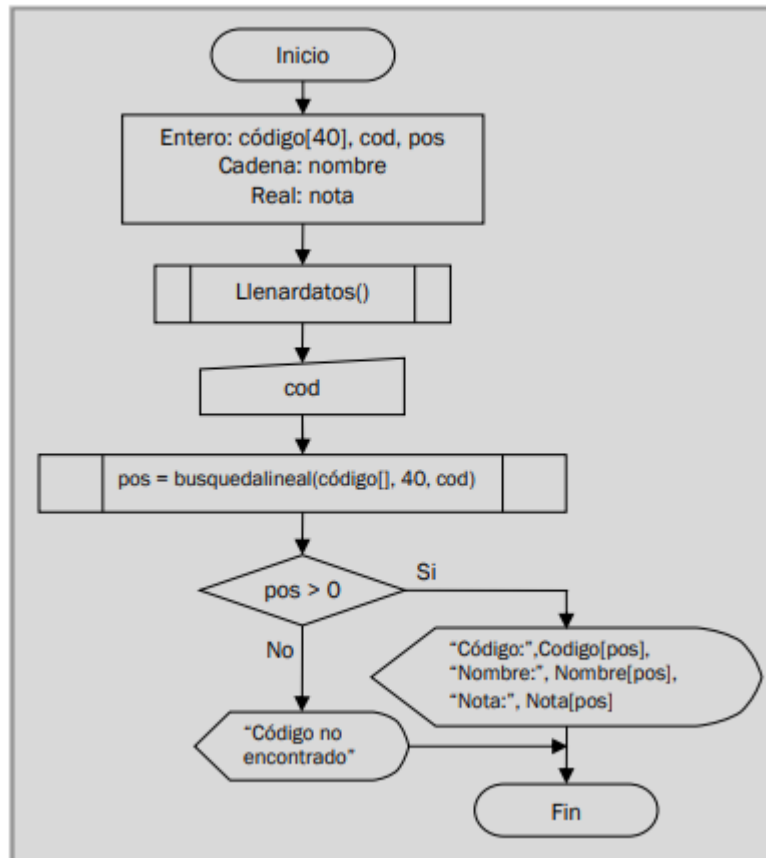 Inicio
Entero: código[40], cod, pos
Cadena: nombre
Real: nota
Llenardatos()
cod
pos = busquedalineal(código[], 40, cod)
pos > 0
Si
No
“Código:”,Codigo[pos],
“Nombre:”, Nombre[pos],
“Nota:”, Nota[pos]
“Código no
encontrado”
Fin